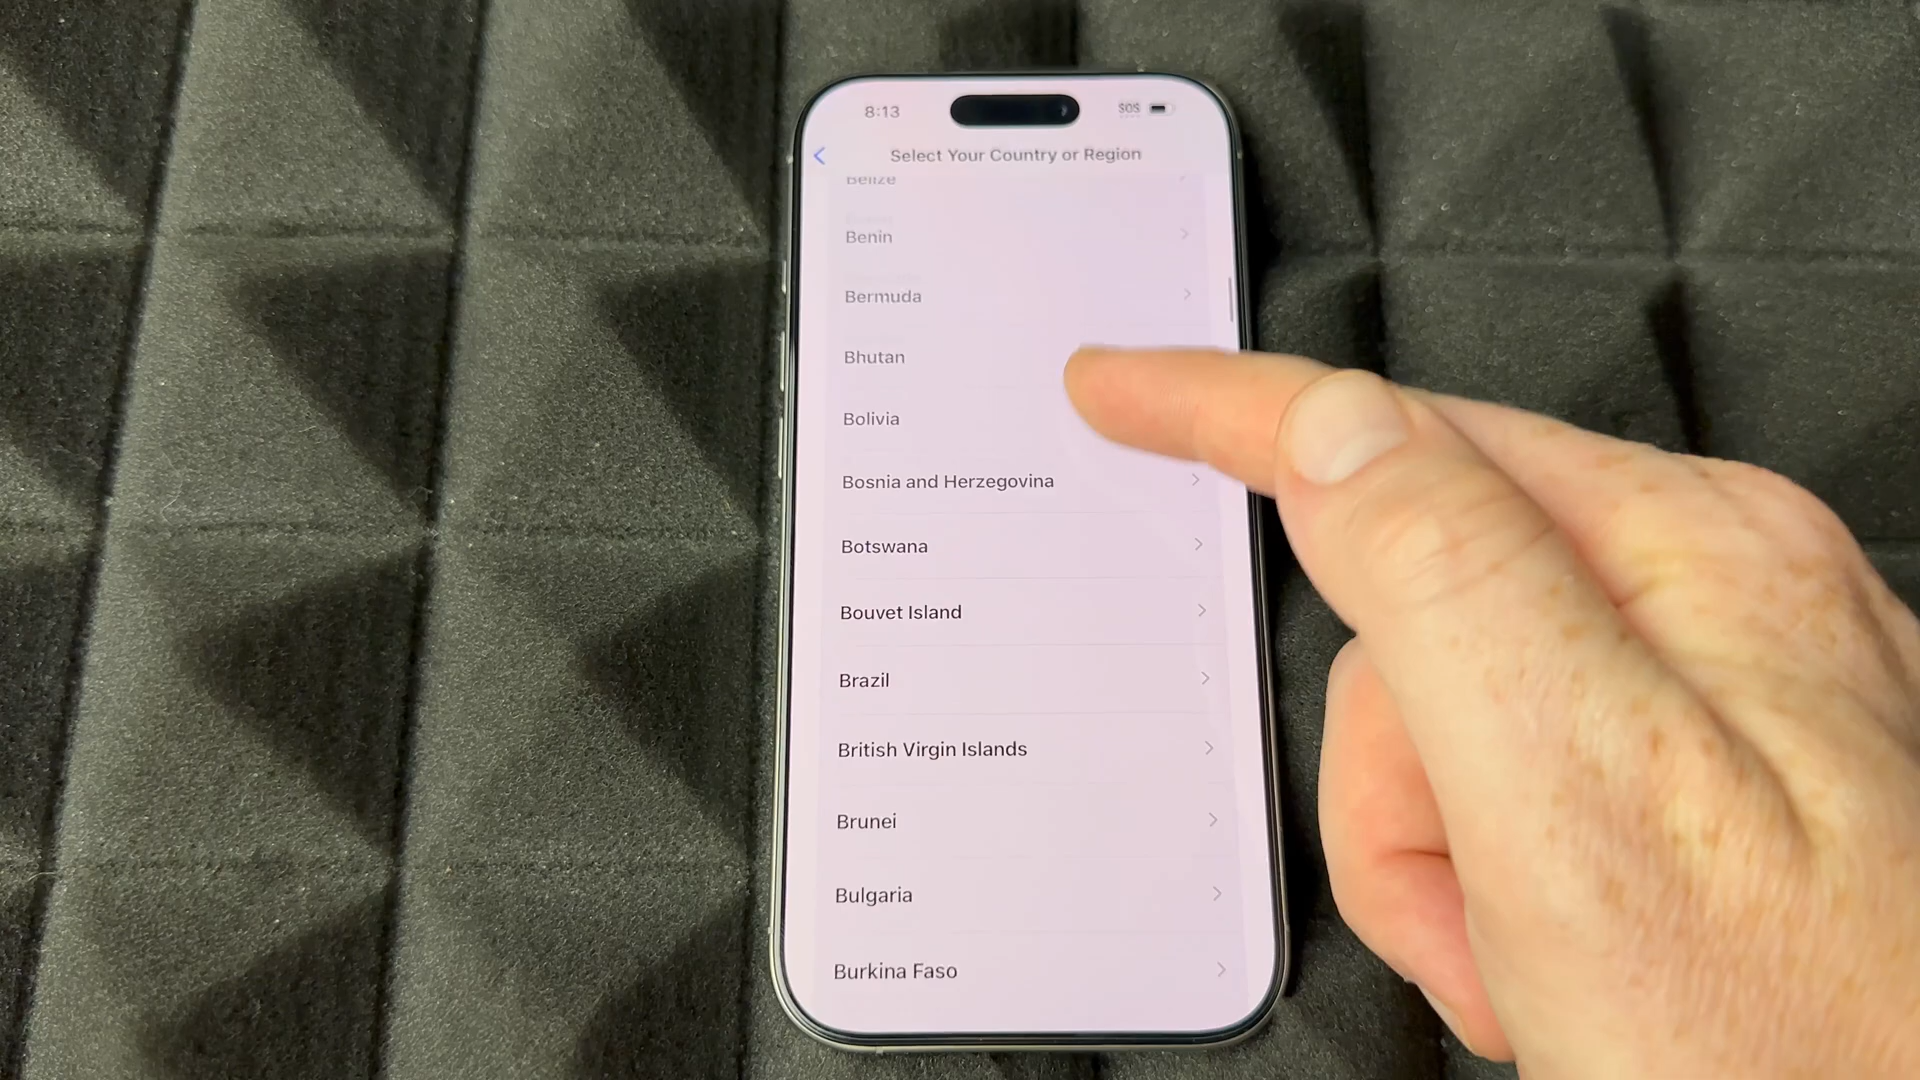 8:13
SOS
Select Your Country or Region
Belize
Benin
Bermuda
Bhutan
Bolivia
Bosnia and Herzegovina
Botswana
Bouvet Island
Brazil
British Virgin Islands
Brunei
Bulgaria
Burkina Faso